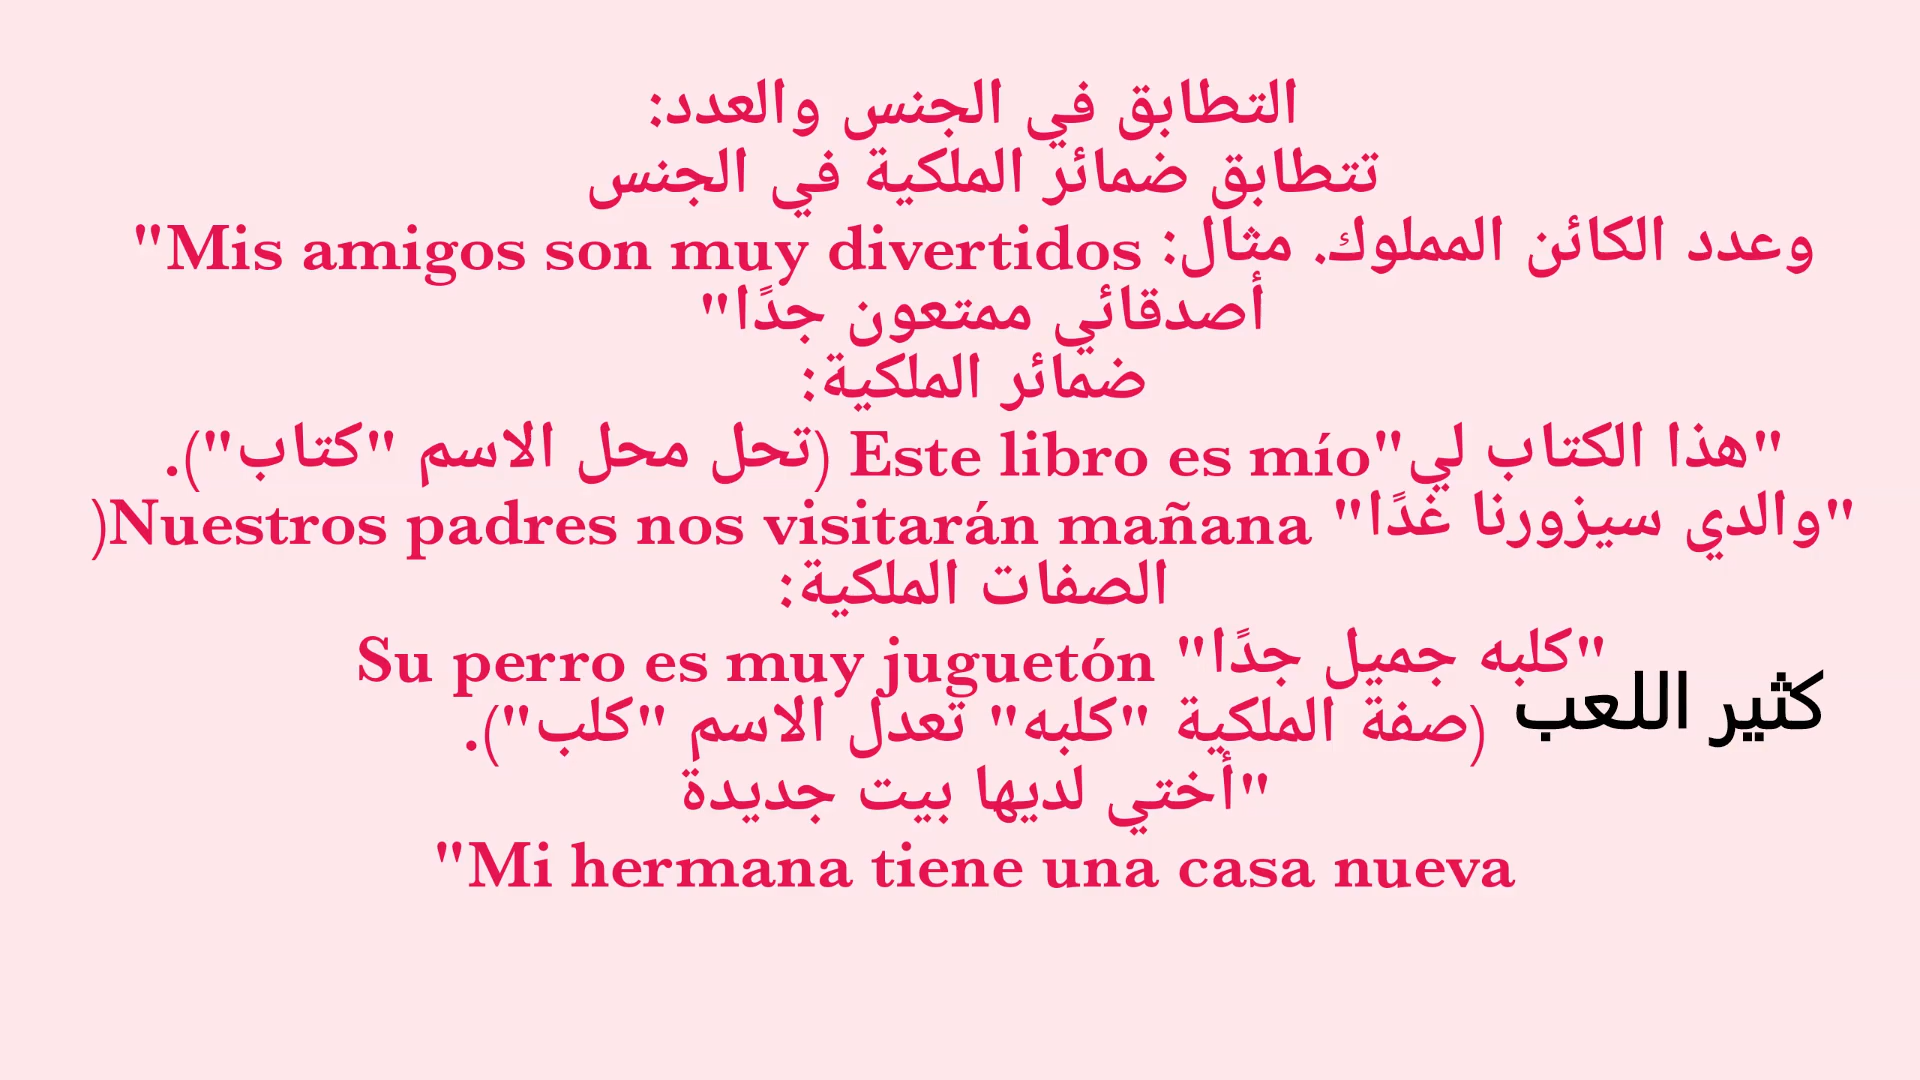 التطابق في الجنس والعدد:
تتطابق ضمائر الملكية في الجنس
وعدد الكائن المملوك. مثال: Mis amigos son muy divertidos"
أصدقائي ممتعون جدًا"
ضمائر الملكية:
"هذا الكتاب لي"Este libro es mío (تحل محل الاسم "كتاب").
"والدي سيزورنا غدًا" Nuestros padres nos visitarán mañana)(
الصفات الملكية:
"كلبه جميل جدًا" Su perro es muy juguetón
كثير اللعب
(صفة الملكية "كلبه" تعدل الاسم "كلب").
"أختي لديها بيت جديدة
Mi hermana tiene una casa nueva"